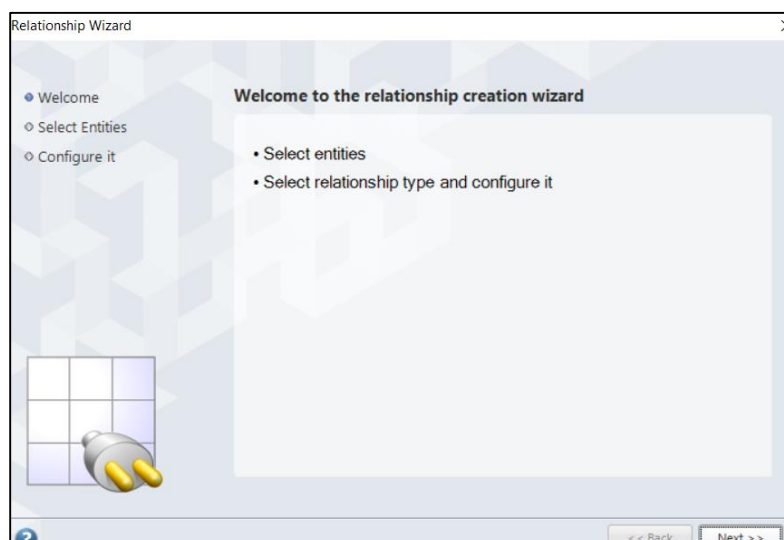 Relationship Wizard
Welcome
Select Entities
Configure it
Welcome to the relationship creation wizard
• Select entities
• Select relationship type and configure it
?
<< Back
Next >>